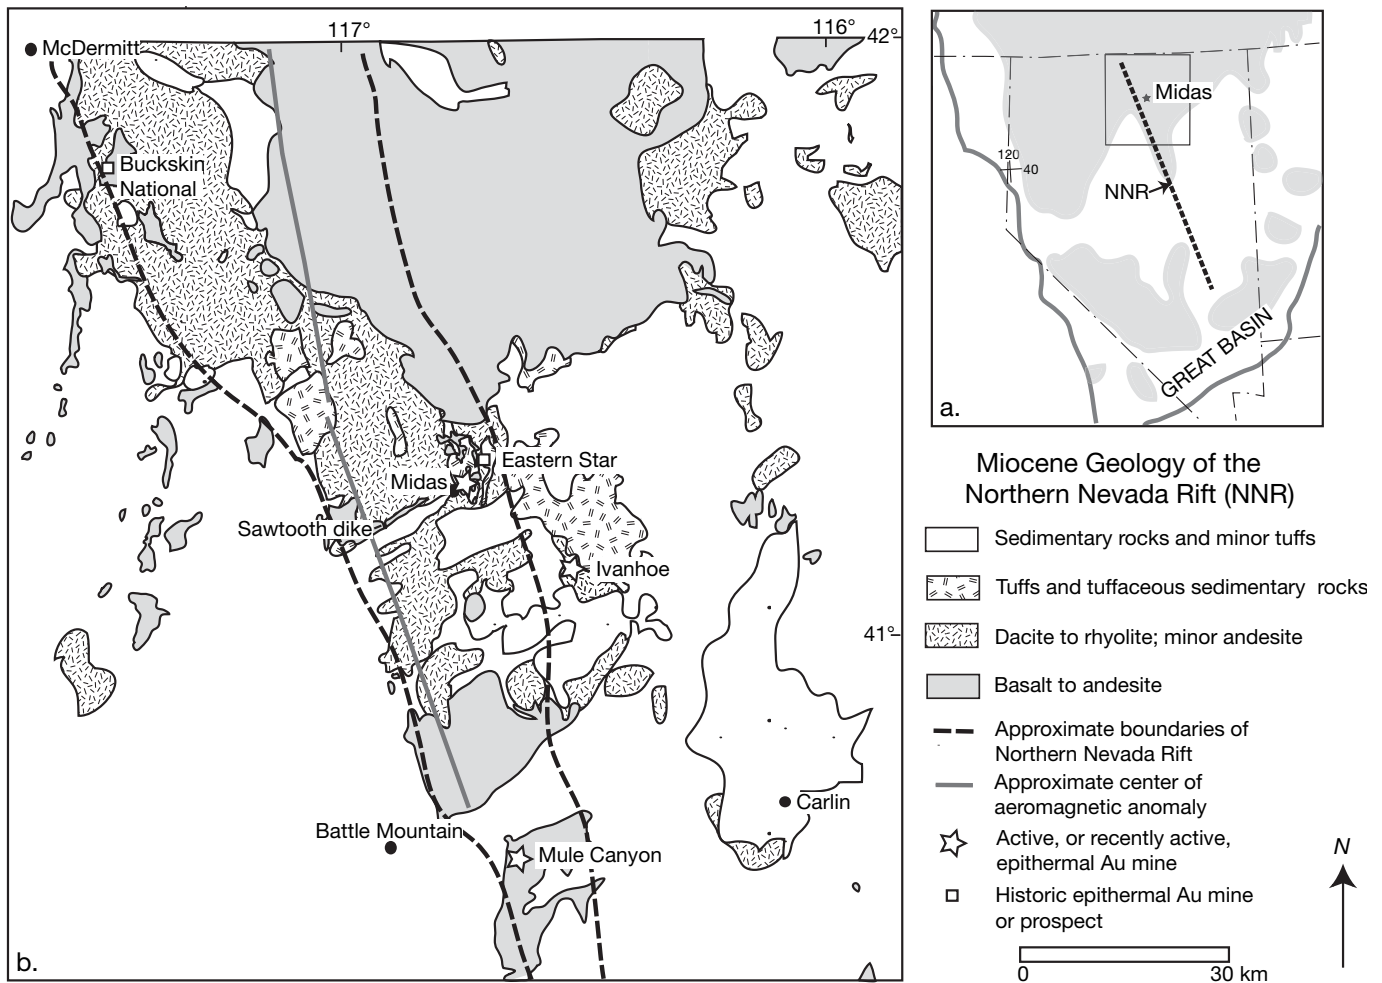 117°
116°
42°
McDermitt
Buckskin
National
Eastern Star
Midas
Sawtooth dike
Ivanhoe
41°
Carlin
Battle Mountain
Mule Canyon
b.
Midas
120
40
NNR
GREAT BASIN
a.
Miocene Geology of the
Northern Nevada Rift (NNR)
Sedimentary rocks and minor tuffs
Tuffs and tuffaceous sedimentary rocks
Dacite to rhyolite; minor andesite
Basalt to andesite
Approximate boundaries of
Northern Nevada Rift
Approximate center of
aeromagnetic anomaly
Active, or recently active,
epithermal Au mine
Historic epithermal Au mine
or prospect
N
0 30 km